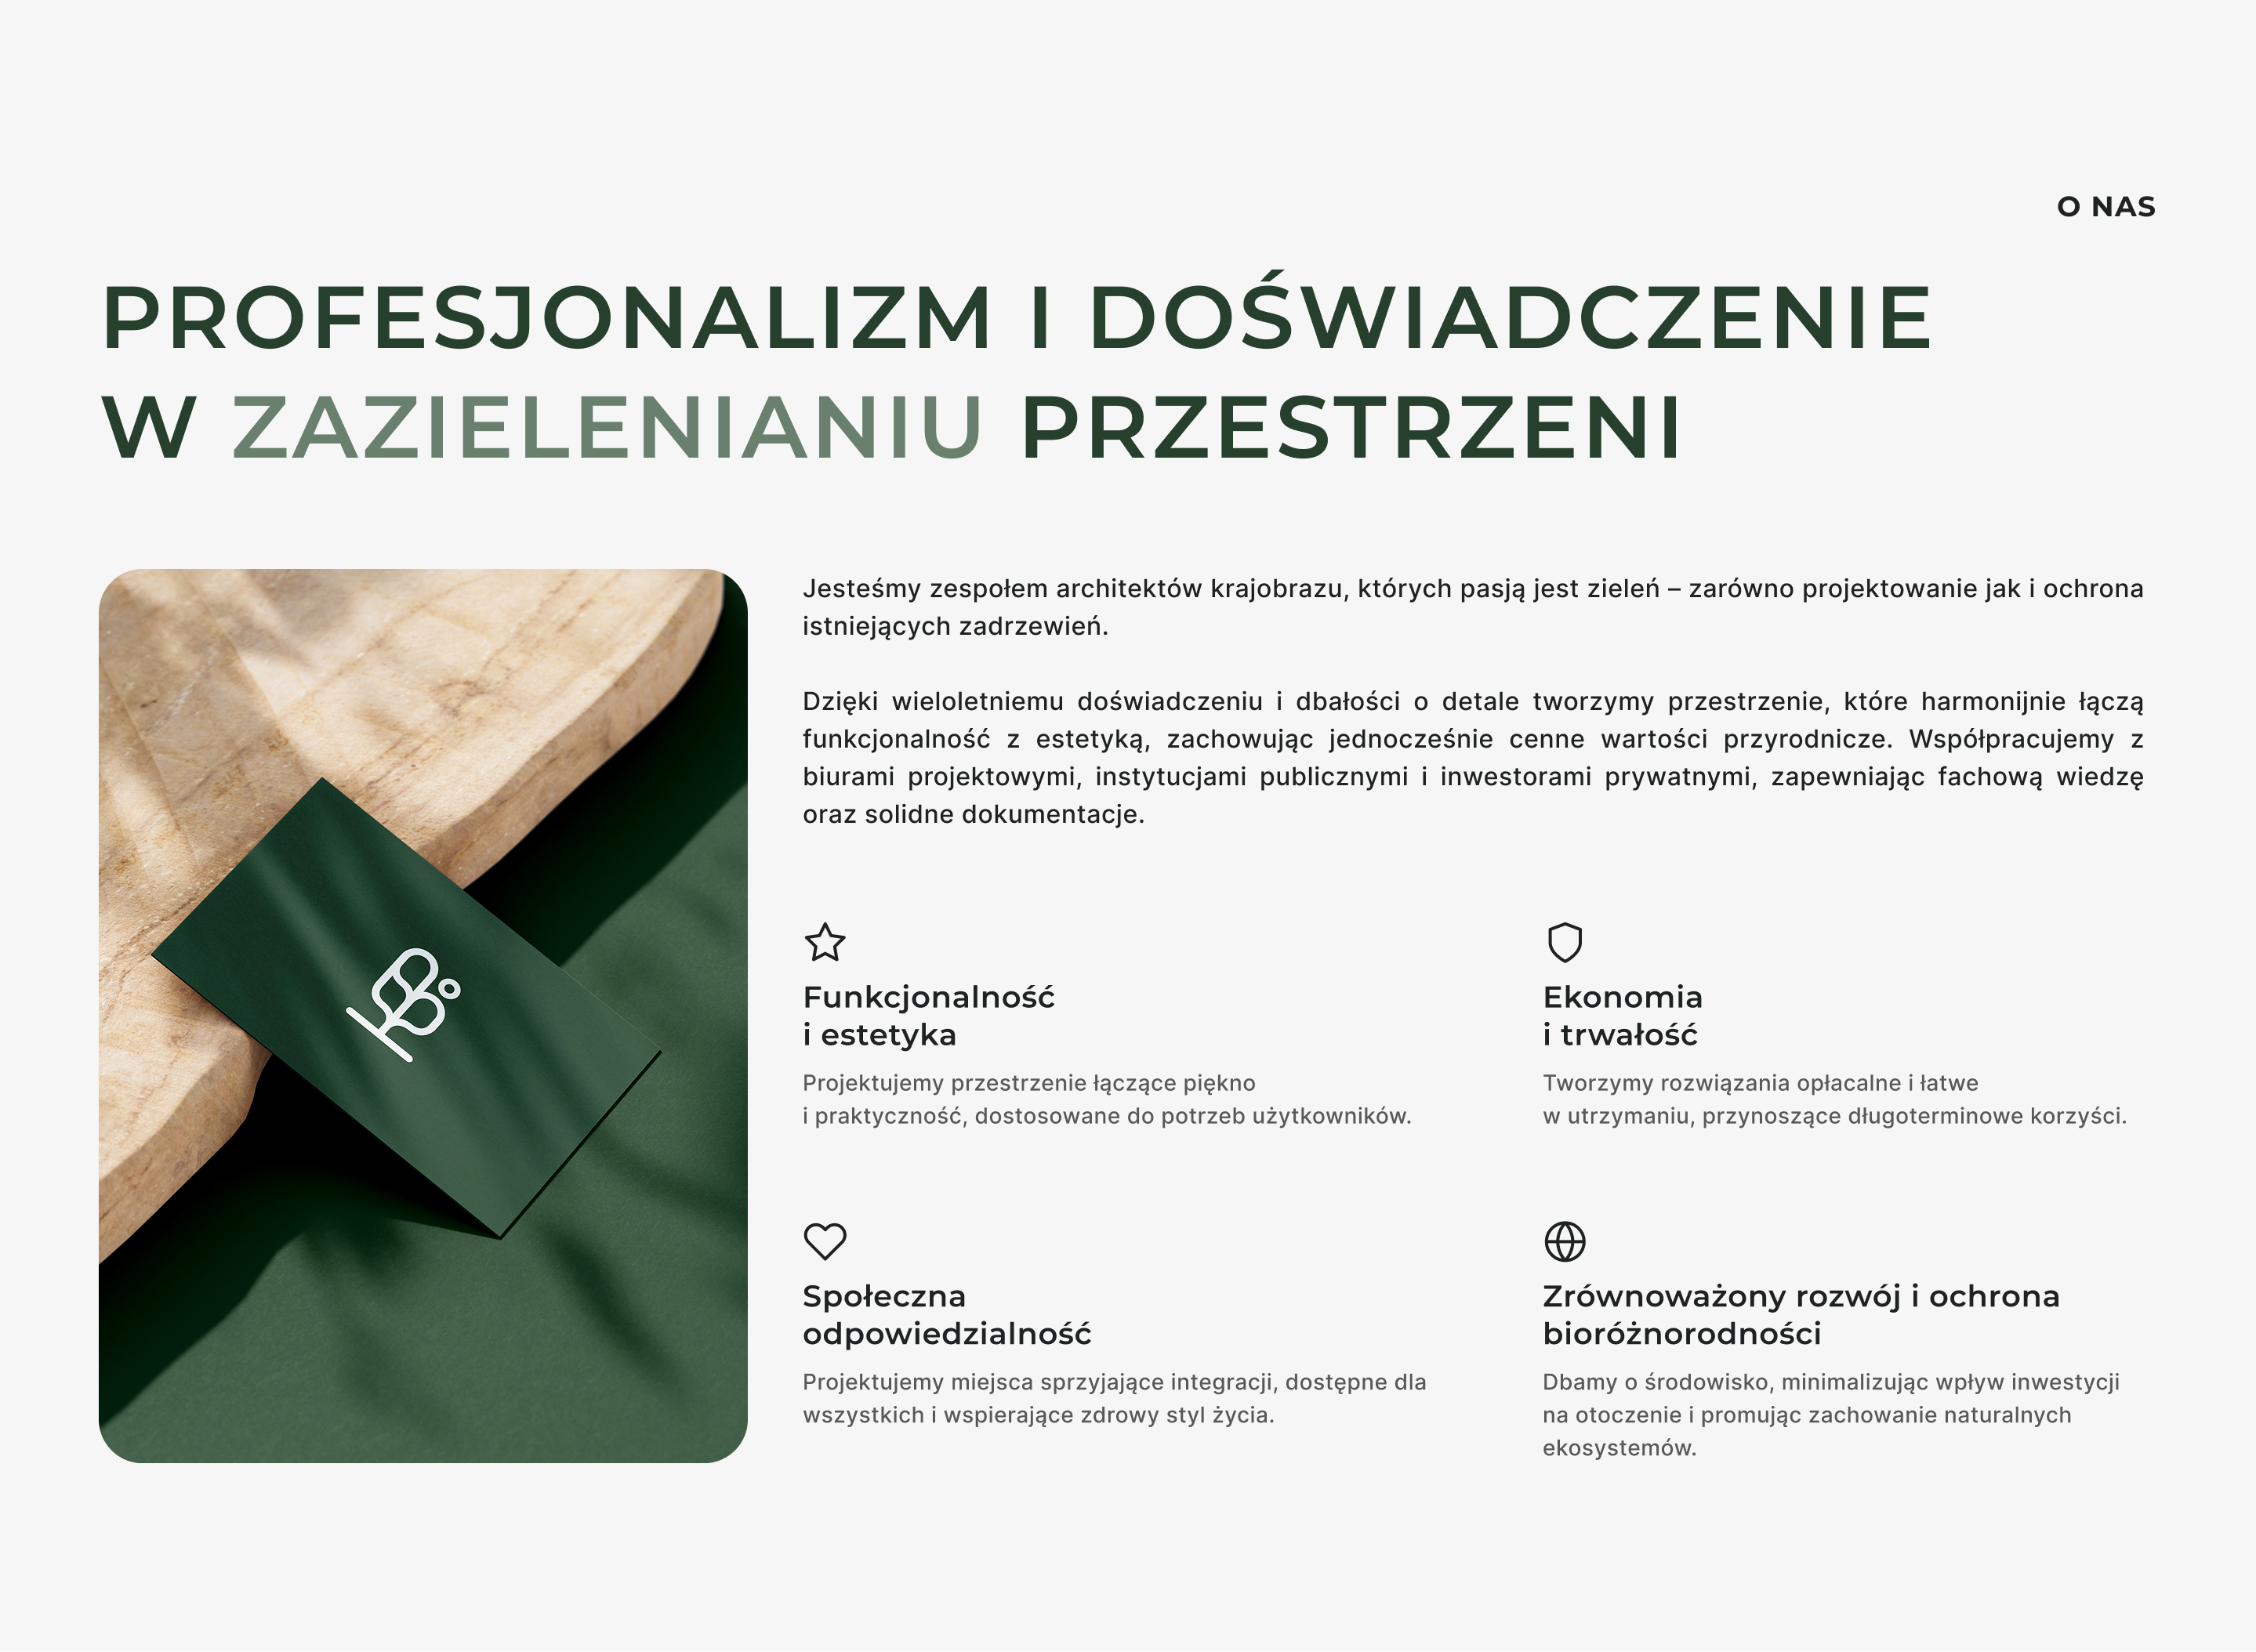 O NAS
PROFESJONALIZM I DOŚWIADCZENIE
W ZAZIELENIANIU PRZESTRZENI
Jesteśmy zespołem architektów krajobrazu, których pasją jest zieleń – zarówno projektowanie jak i ochrona
istniejących zadrzewień.
Dzięki wieloletniemu doświadczeniu i dbałości o detale tworzymy przestrzenie, które harmonijnie łączą
funkcjonalność z estetyką, zachowując jednocześnie cenne wartości przyrodnicze. Współpracujemy z
biurami projektowymi, instytucjami publicznymi i inwestorami prywatnymi, zapewniając fachową wiedzę
oraz solidne dokumentacje.
Funkcjonalność
i estetyka
Projektujemy przestrzenie łączące piękno
i praktyczność, dostosowane do potrzeb użytkowników.
Ekonomia
i trwałość
Tworzymy rozwiązania opłacalne i łatwe
w utrzymaniu, przynoszące długoterminowe korzyści.
Społeczna
odpowiedzialność
Projektujemy miejsca sprzyjające integracji, dostępne dla
wszystkich i wspierające zdrowy styl życia.
Zrównoważony rozwój i ochrona
bioróżnorodności
Dbamy o środowisko, minimalizując wpływ inwestycji
na otoczenie i promując zachowanie naturalnych
ekosystemów.